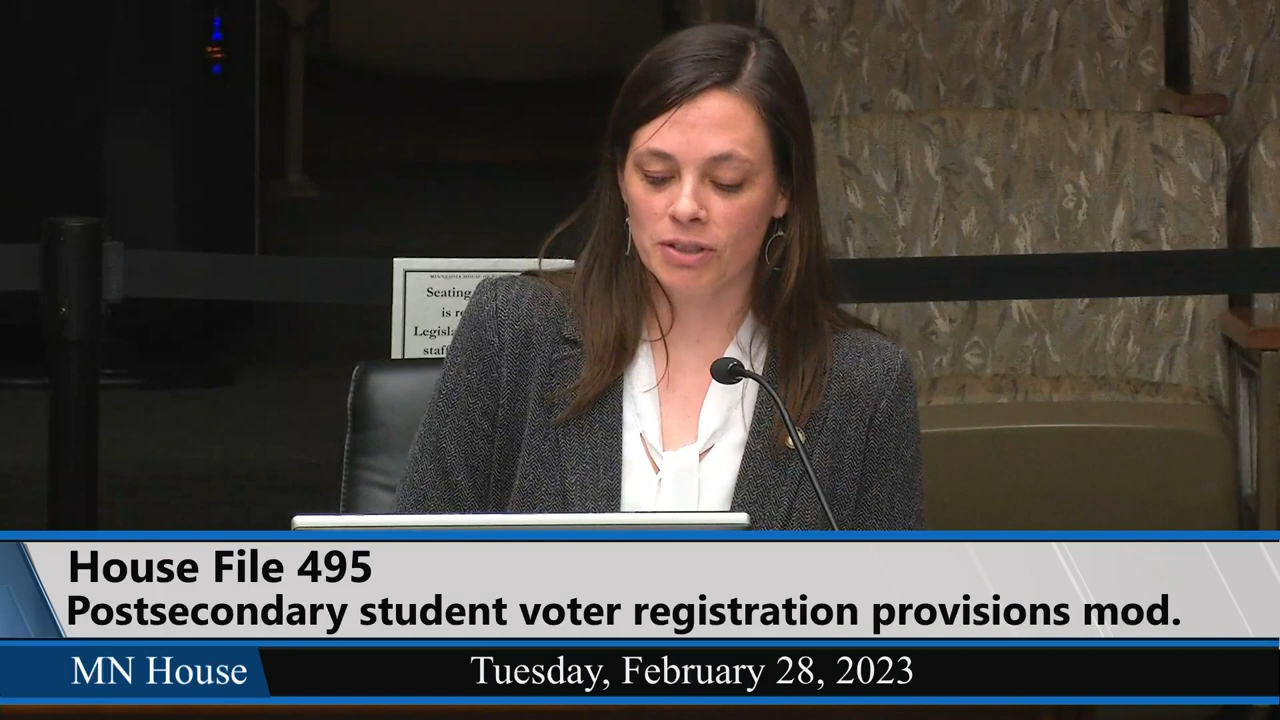 Seating
is
Legisla
staf
House File 495
Postsecondary student voter registration provisions mod.
MN House
Tuesday, February 28, 2023